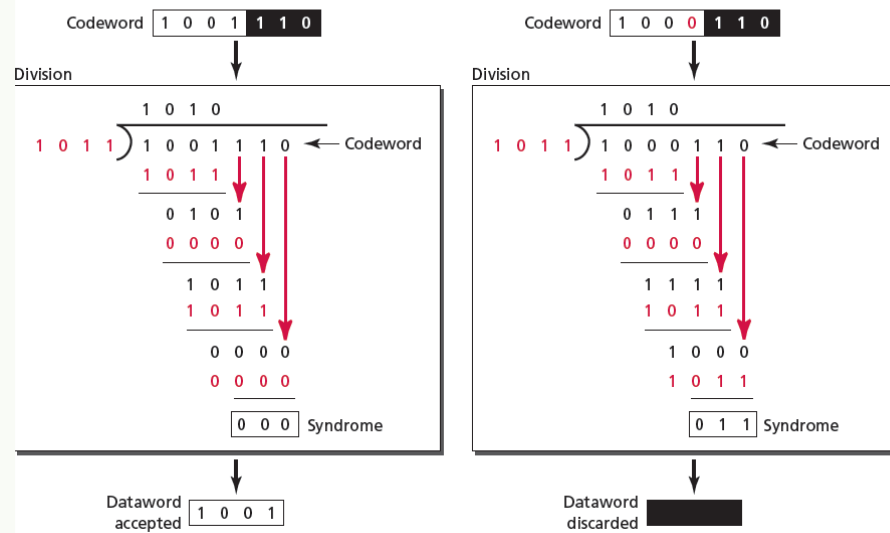 Codeword 1 0 0 1 1 1 0
Division
1 0 1 0
1 0 1 1 1 0 0 1 1 1 0 Codeword
1 0 1 1
0 1 0 1
0 0 0 0
1 0 1 1
1 0 1 1
0 0 0 0
0 0 0 0
0 0 0 Syndrome
Dataword
accepted 1 0 0 1
Codeword 1 0 0 0 1 1 0
Division
1 0 1 0
1 0 1 1 1 0 0 0 1 1 0 Codeword
1 0 1 1
0 1 1 1
0 0 0 0
1 1 1 1
1 0 1 1
1 0 0 0
1 0 1 1
0 1 1 Syndrome
Dataword
discarded